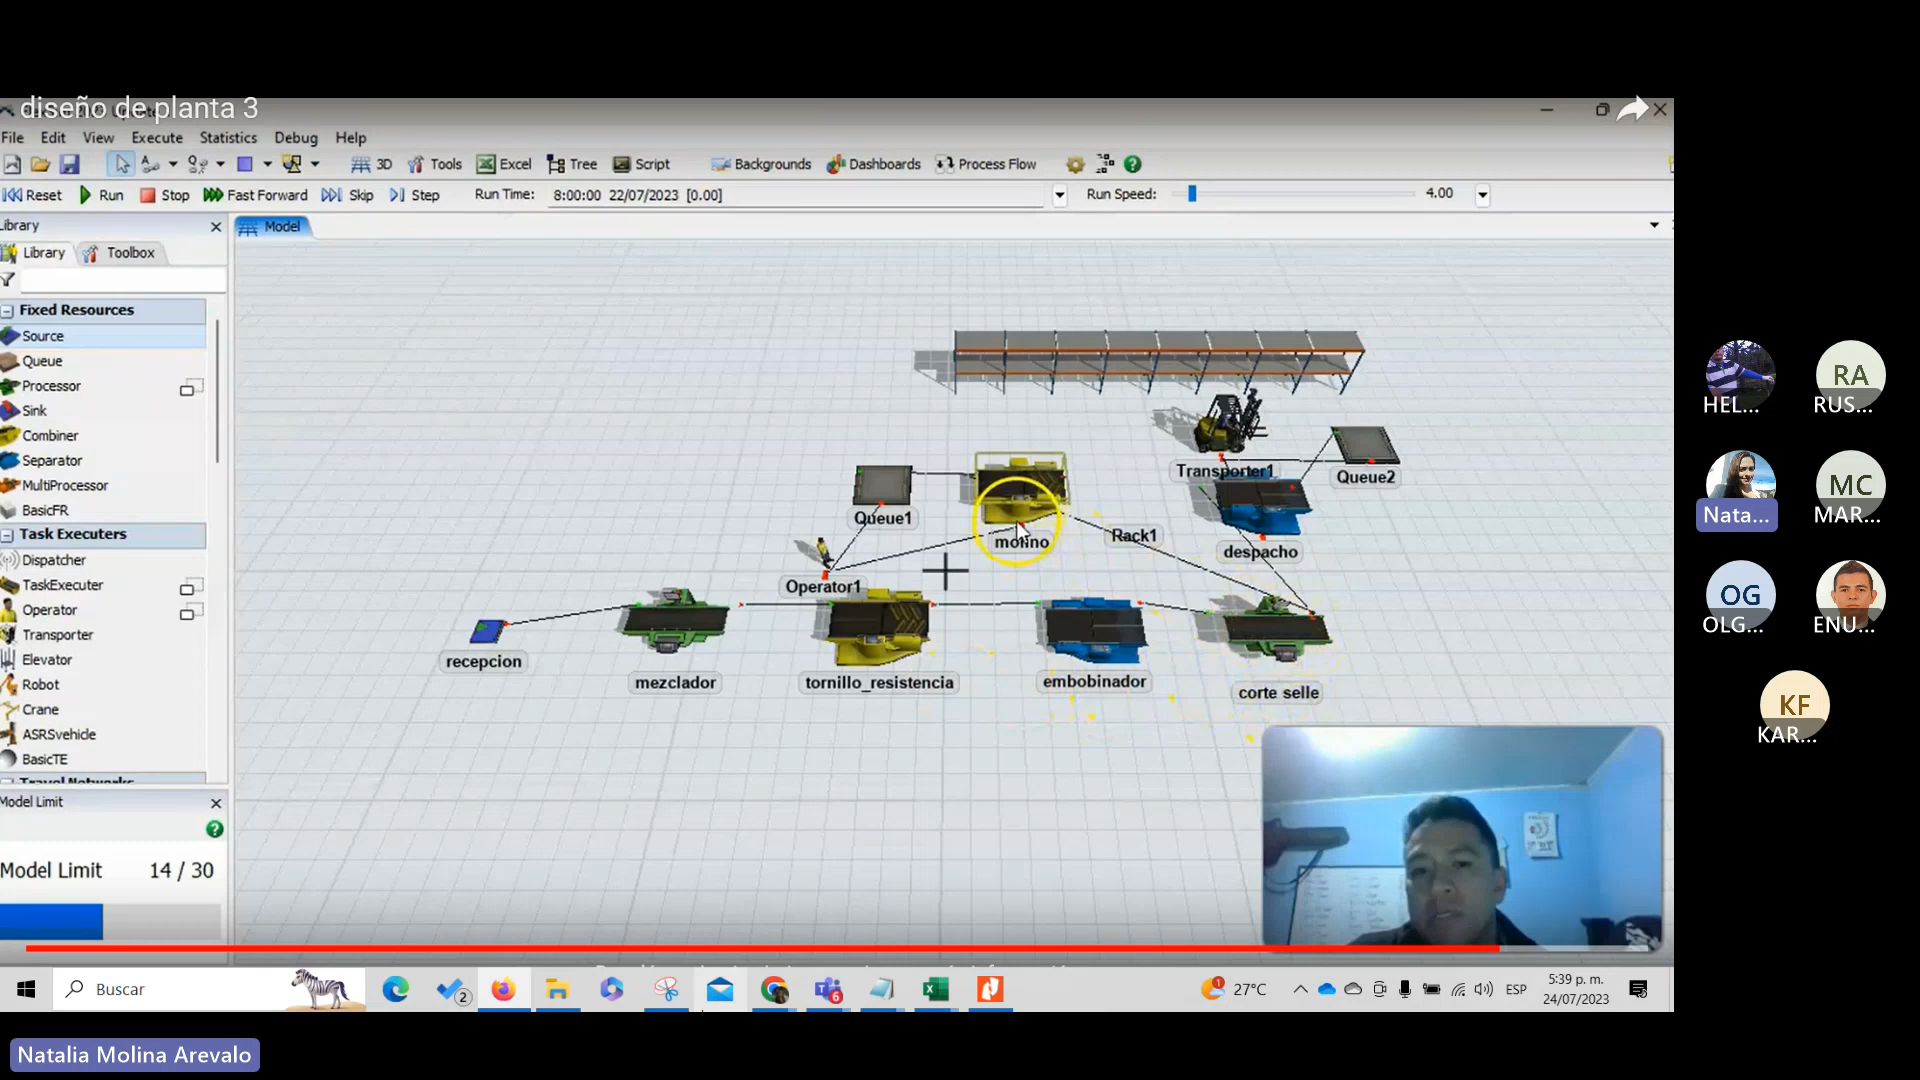 diseño de planta 3
File Edit View Execute Statistics Debug Help
3D Tools Excel Tree Script Backgrounds Dashboards Process Flow
Reset Run Stop Fast Forward Skip Step Run Time: 8:00:00 22/07/2023 [0.00] Run Speed: 4.00
Library
Model
Library Toolbox
Fixed Resources
Source
Queue
Processor
Sink
Combiner
Separator
MultiProcessor
BasicFR
Task Executers
Dispatcher
TaskExecuter
Operator
Transporter
Elevator
Robot
Crane
ASRSvehicle
BasicTE
Travel Networks
Model Limit
Model Limit 14 / 30
Transporter1
Queue2
Queue1
molino
Rack1
despacho
Operator1
recepcion
mezclador
tornillo_resistencia
embobinador
corte selle
HEL...
RA
RUS...
Nata...
MC
MAR...
OG
OLG...
ENU...
KF
KAR...
Buscar
2
6
1
27°C
ESP
5:39 p. m.
24/07/2023
Natalia Molina Arevalo